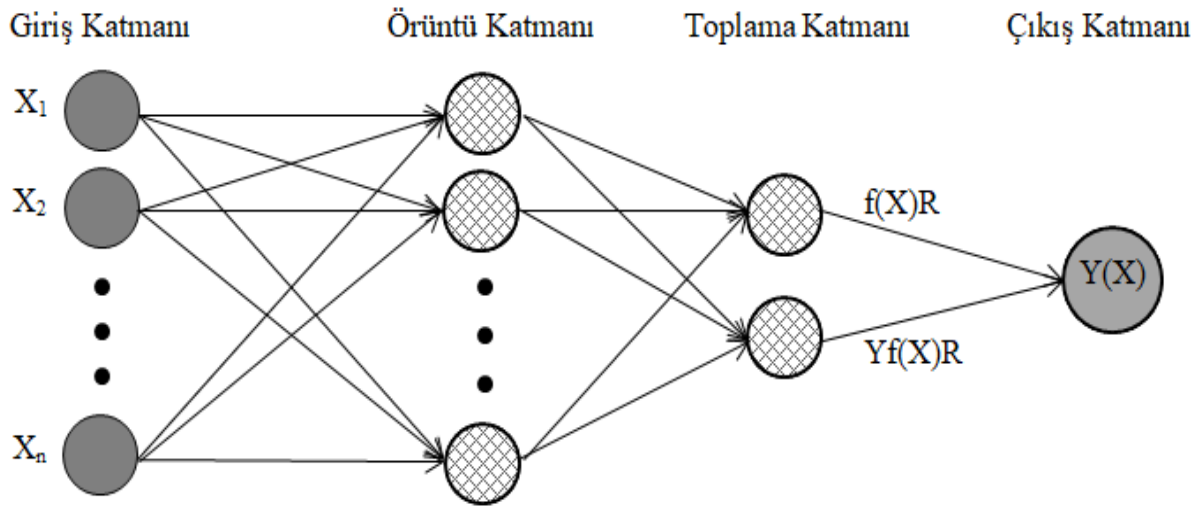 Giriş Katmanı Örüntü Katmanı Toplama Katmanı Çıkış Katmanı
X₁
X₂
f(X)R
Y(X)
Yf(X)R
Xₙ